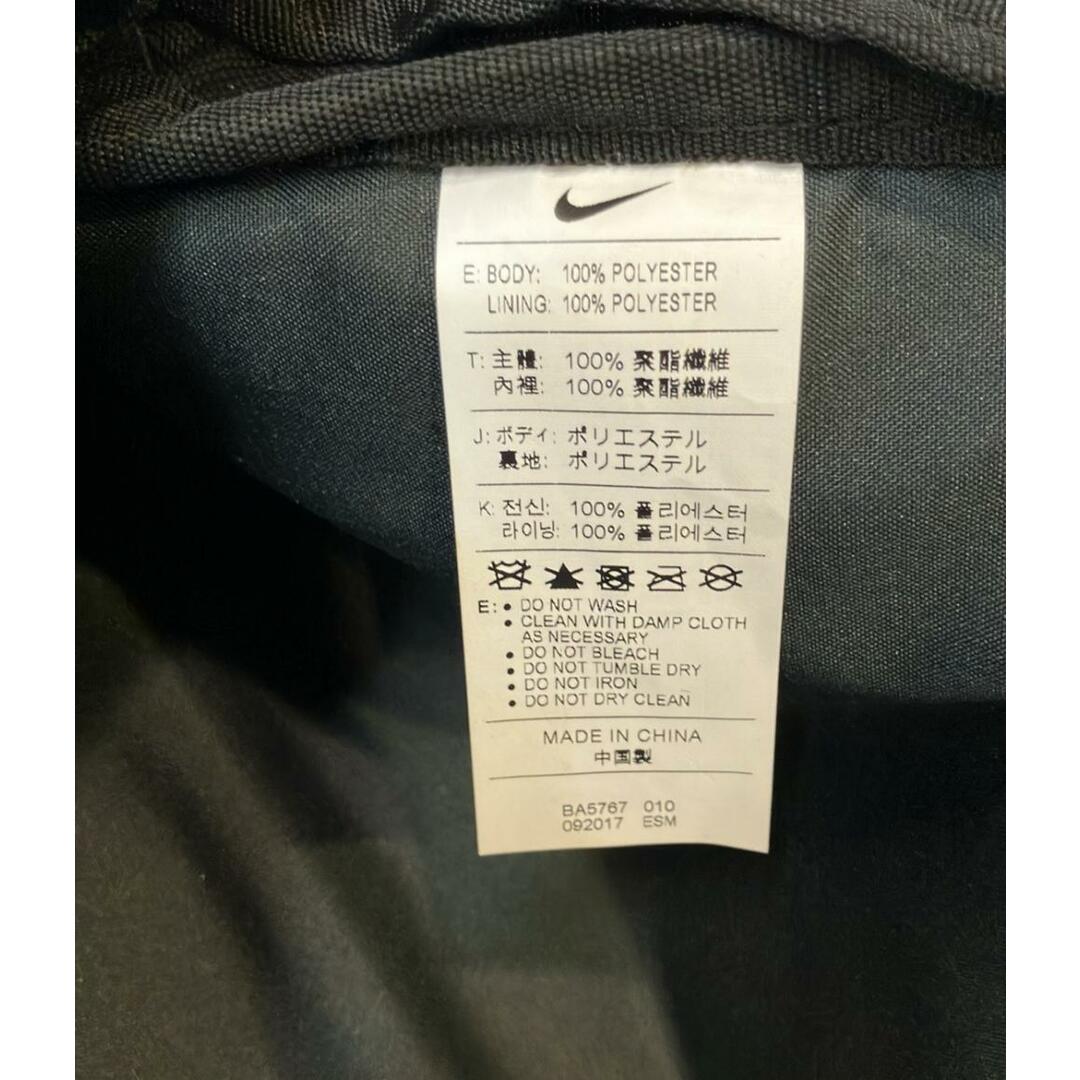 E: BODY: 100% POLYESTER
LINING: 100% POLYESTER
T: 主體: 100% 聚酯纖維
內裡: 100% 聚酯纖維
J: ボディ: ポリエステル
裏地: ポリエステル
K: 전신: 100% 폴리에스터
라이닝: 100% 폴리에스터
E: • DO NOT WASH
• CLEAN WITH DAMP CLOTH
AS NECESSARY
• DO NOT BLEACH
• DO NOT TUMBLE DRY
• DO NOT IRON
• DO NOT DRY CLEAN
MADE IN CHINA
中国製
BA5767 010
092017 ESM